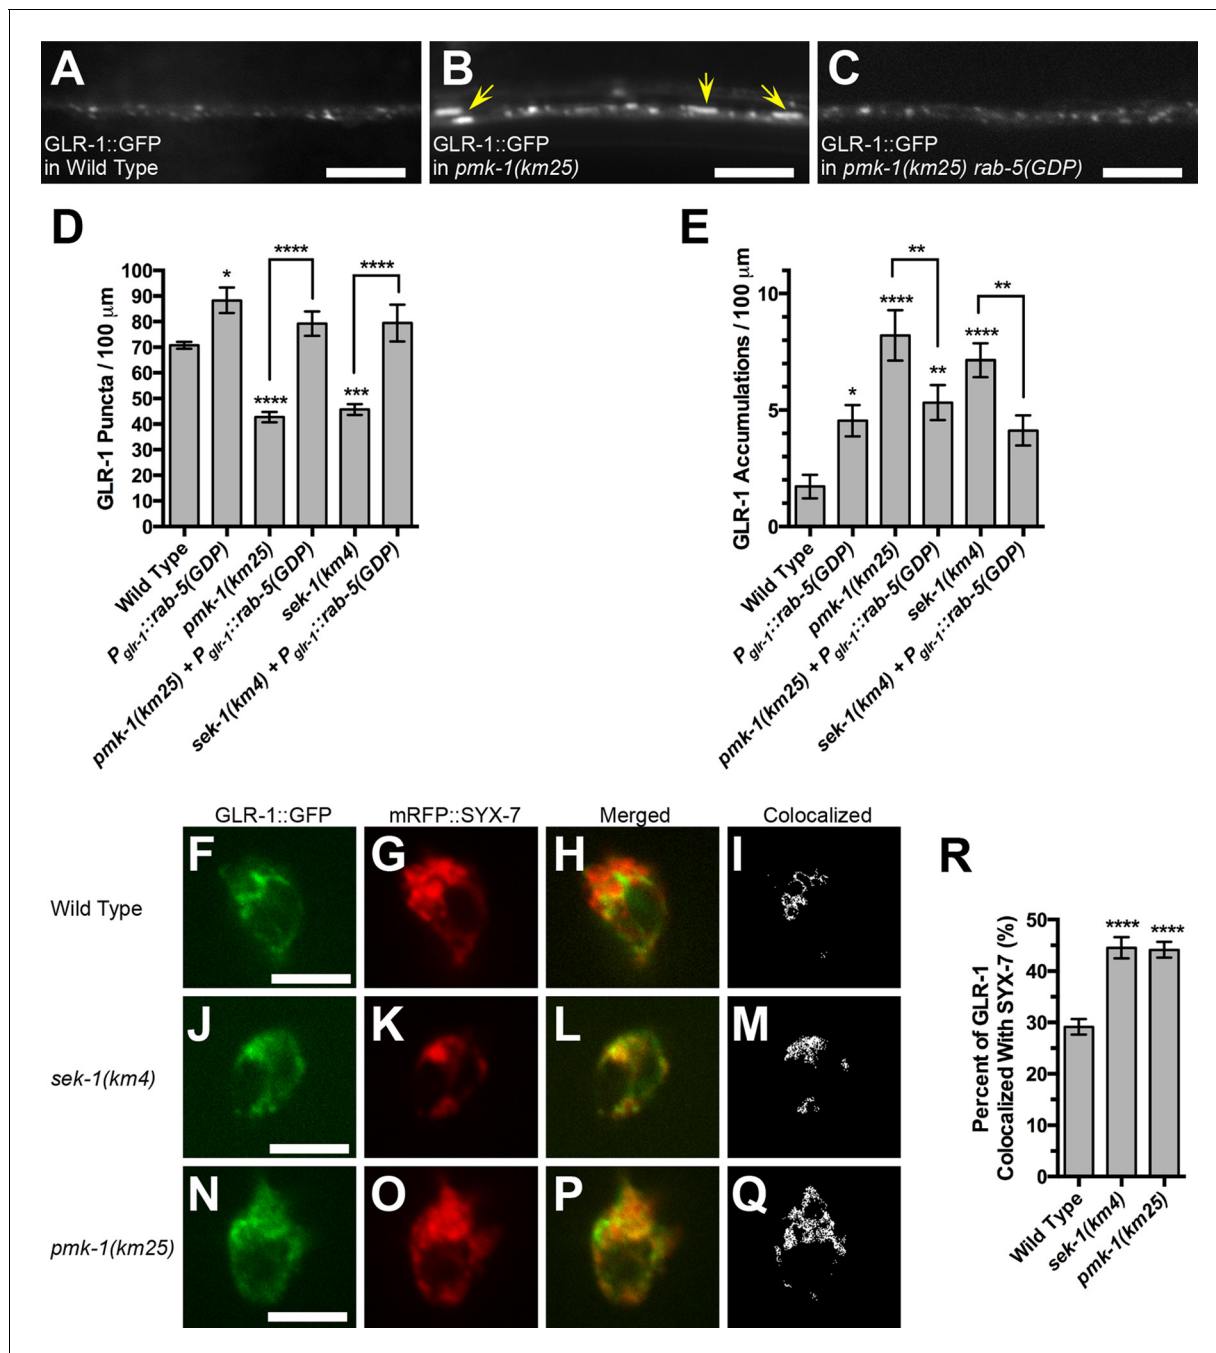 A
GLR-1::GFP
in Wild Type
B
GLR-1::GFP
in pmk-1(km25)
C
GLR-1::GFP
in pmk-1(km25) rab-5(GDP)
D
GLR-1 Puncta / 100 μm
100
90
80
70
60
50
40
30
20
10
0
*
****
****
***
****
Wild Type
Pglr-1::rab-5(GDP)
pmk-1(km25)
pmk-1(km25) + Pglr-1::rab-5(GDP)
sek-1(km4)
sek-1(km4) + Pglr-1::rab-5(GDP)
E
GLR-1 Accumulations / 100 μm
10
5
0
*
****
**
**
****
**
Wild Type
Pglr-1::rab-5(GDP)
pmk-1(km25)
pmk-1(km25) + Pglr-1::rab-5(GDP)
sek-1(km4)
sek-1(km4) + Pglr-1::rab-5(GDP)
GLR-1::GFP
mRFP::SYX-7
Merged
Colocalized
Wild Type
F
G
H
I
sek-1(km4)
J
K
L
M
pmk-1(km25)
N
O
P
Q
R
Percent of GLR-1
Colocalized With SYX-7 (%)
50
40
30
20
10
0
****
****
Wild Type
sek-1(km4)
pmk-1(km25)